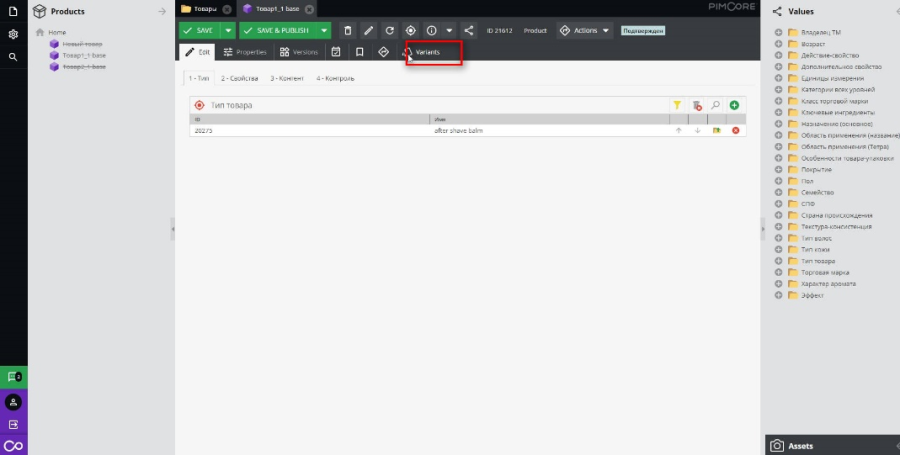 Products
Home
Новый товар
Товар1_1 base
Товар2_1 base
Товары
Товар1_1 base
PIMCORE
SAVE
SAVE & PUBLISH
ID 21612
Product
Actions
Подтвержден
Edit
Properties
Versions
Variants
1 - Тип
2 - Свойства
3 - Контент
4 - Контроль
Тип товара
ID
Имя
20275
after shave balm
Values
Владелец ТМ
Возраст
Действие-свойство
Дополнительное свойство
Единицы измерения
Категории всех уровней
Класс торговой марки
Ключевые ингредиенты
Назначение (основное)
Область применения (название)
Область применения (Тетра)
Особенности товара-упаковки
Покрытие
Пол
Семейство
СПФ
Страна происхождения
Текстура-консистенция
Тип волос
Тип кожи
Тип товара
Торговая марка
Характер аромата
Эффект
Assets